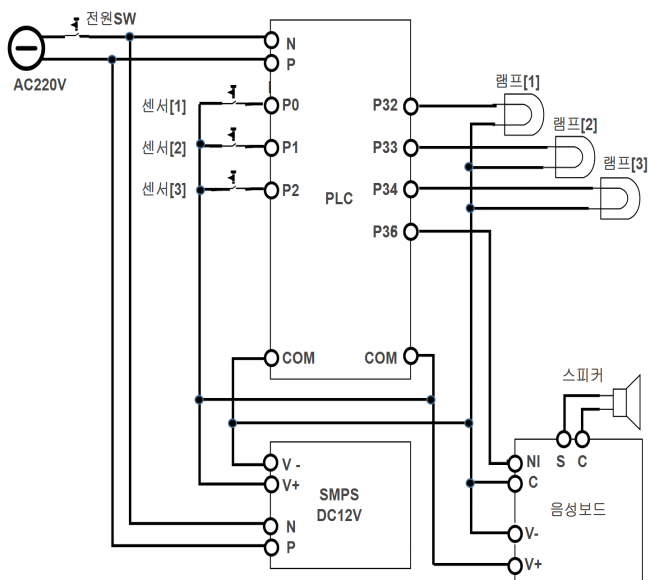 전원SW
AC220V
N
P
센서[1]
P0
P32
램프[1]
센서[2]
P1
P33
램프[2]
센서[3]
P2
P34
램프[3]
PLC
P35
COM
COM
스피커
V -
V+
SMPS
DC12V
N
P
NI
S
C
C
음성보드
V-
V+